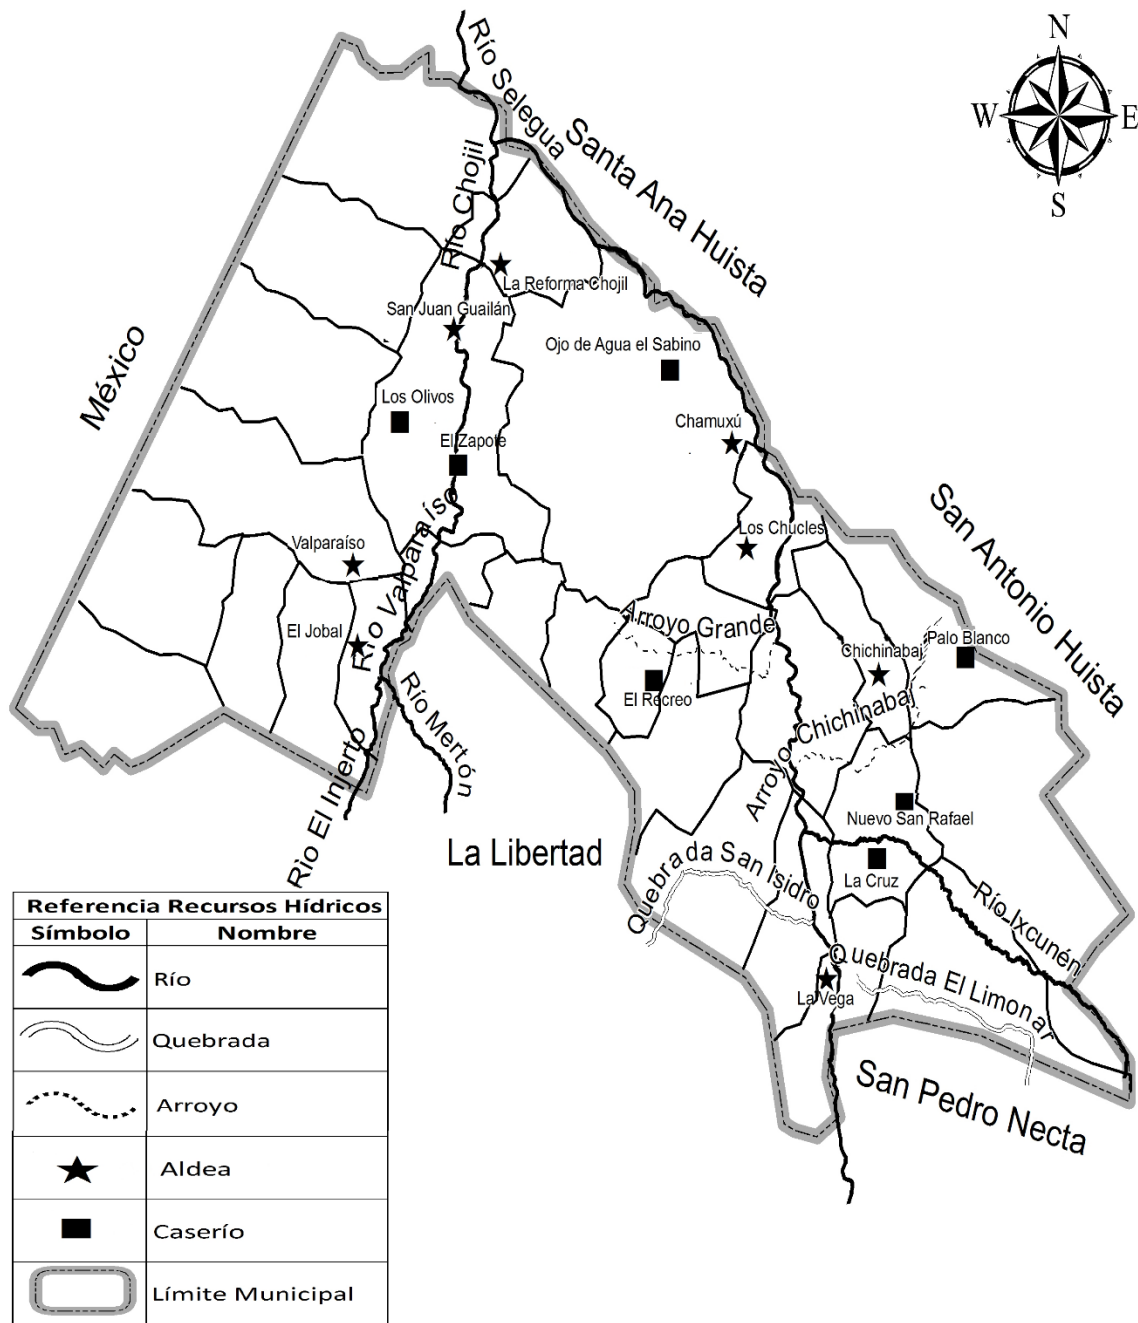 N
W
E
S
Río Selegua
Santa Ana Huista
Río Chojil
La Reforma Chojil
San Juan Guailán
México
Ojo de Agua el Sabino
Los Olivos
Chamuxú
El Zapote
San Antonio Huista
Río Valparaíso
Los Chucles
Valparaíso
Arroyo Grande
El Jobal
Palo Blanco
Chichinabaj
Río Mertón
El Recreo
Arroyo Chichinabaj
Rio El Injerto
Nuevo San Rafael
La Libertad
Quebrada San Isidro
La Cruz
Río Ixcunén
Quebrada El Limonar
La Vega
San Pedro Necta
Referencia Recursos Hídricos
Símbolo Nombre
Río
Quebrada
Arroyo
Aldea
Caserío
Límite Municipal